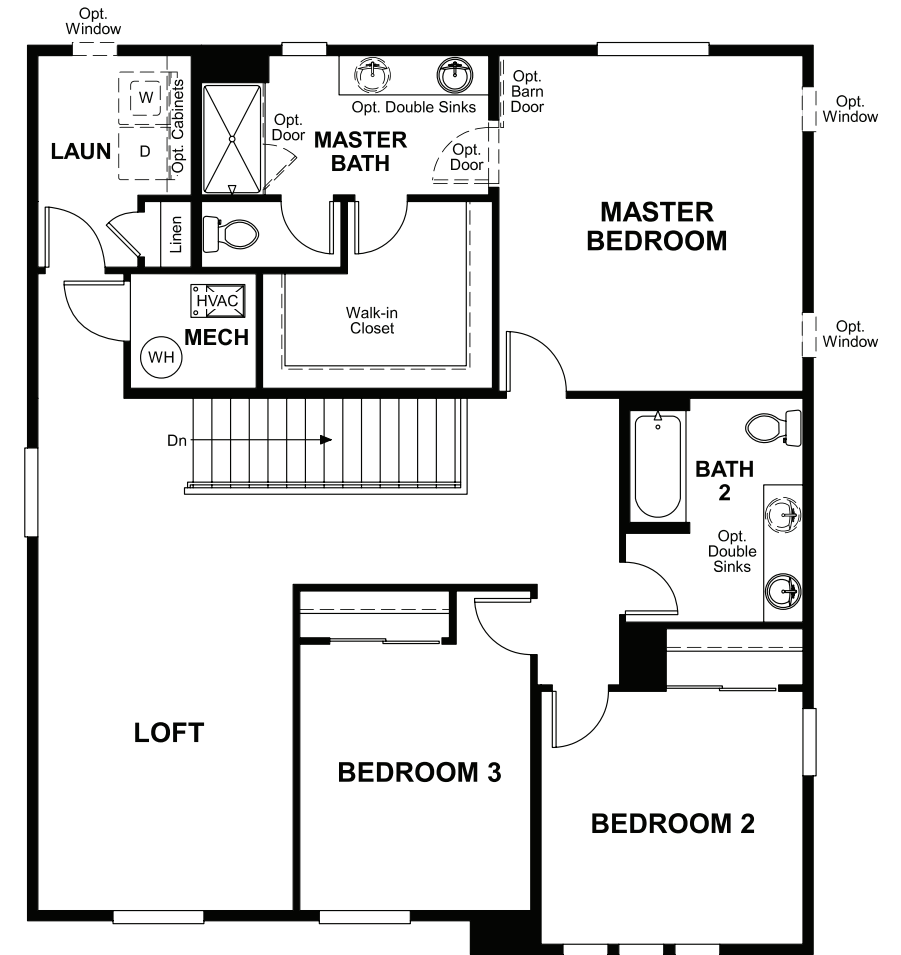 Opt.
Window
W
D
Opt. Cabinets
LAUN
Opt.
Door
Opt. Double Sinks
MASTER
BATH
Opt.
Door
Opt.
Barn
Door
Opt.
Window
MASTER
BEDROOM
Linen
HVAC
MECH
WH
Walk-in
Closet
Opt.
Window
Dn
BATH
2
Opt.
Double
Sinks
LOFT
BEDROOM 3
BEDROOM 2